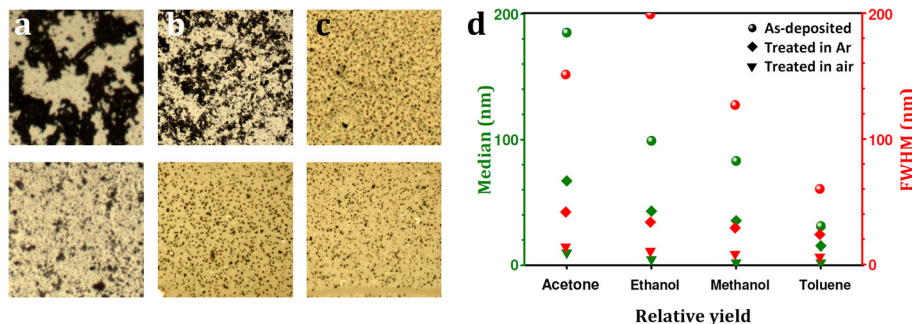 a
b
c
d
200
100
0
Median (nm)
As-deposited
Treated in Ar
Treated in air
200
100
0
FWHM (nm)
Acetone
Ethanol
Methanol
Toluene
Relative yield